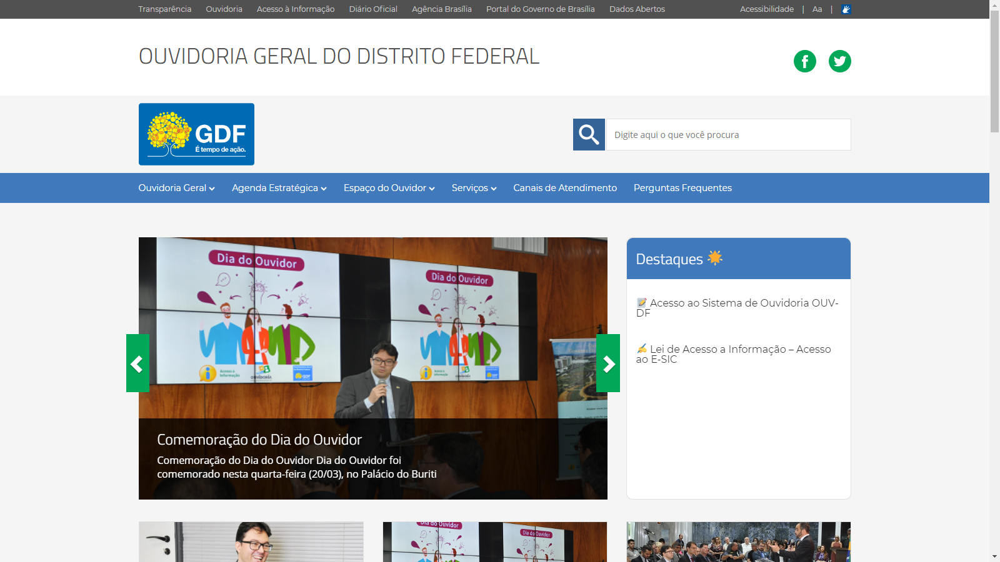 Transparência Ouvidoria Acesso à Informação Diário Oficial Agência Brasília Portal do Governo de Brasília Dados Abertos Acessibilidade | Aa |
OUVIDORIA GERAL DO DISTRITO FEDERAL
GDF
É tempo de ação.
Digite aqui o que você procura
Ouvidoria Geral Agenda Estratégica Espaço do Ouvidor Serviços Canais de Atendimento Perguntas Frequentes
Dia do Ouvidor
Dia do Ouvidor
Acesso à
Informação
OUVIDORIA
GDF
Comemoração do Dia do Ouvidor
Comemoração do Dia do Ouvidor Dia do Ouvidor foi
comemorado nesta quarta-feira (20/03), no Palácio do Buriti
Destaques
Acesso ao Sistema de Ouvidoria OUV-
DF
Lei de Acesso a Informação – Acesso
ao E-SIC
Dia do Ouvidor
Dia do Ouvidor